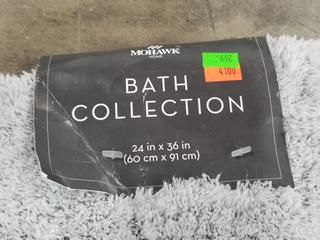 MOHAWK
HOME
4100
BATH
COLLECTION
24 in x 36 in
(60 cm x 91 cm)